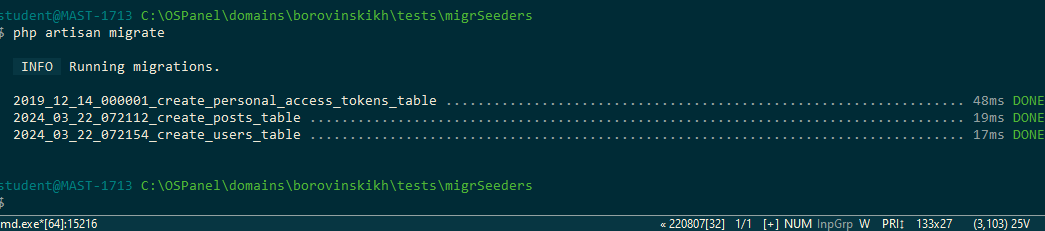 student@MAST-1713 C:\OSPanel\domains\borovinskikh\tests\migrSeeders
$ php artisan migrate
INFO Running migrations.
2019_12_14_000001_create_personal_access_tokens_table ............................................................... 48ms DONE
2024_03_22_072112_create_posts_table ................................................................................ 19ms DONE
2024_03_22_072154_create_users_table ................................................................................ 17ms DONE
student@MAST-1713 C:\OSPanel\domains\borovinskikh\tests\migrSeeders
$
md.exe*[64]:15216 « 220807[32] 1/1 [+] NUM InpGrp W PRI↕ 133x27 (3,103) 25V